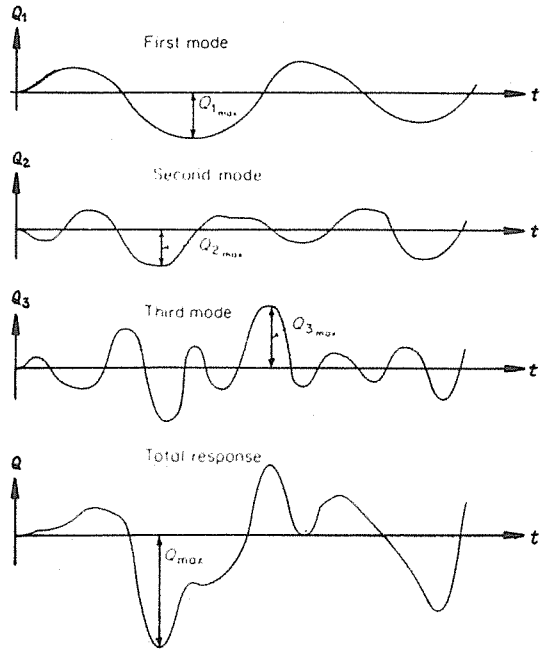 Q1
First mode
t
Q1max
Q2
Second mode
t
Q2max
Q3
Third mode
Q3max
t
Q
Total response
t
Qmax